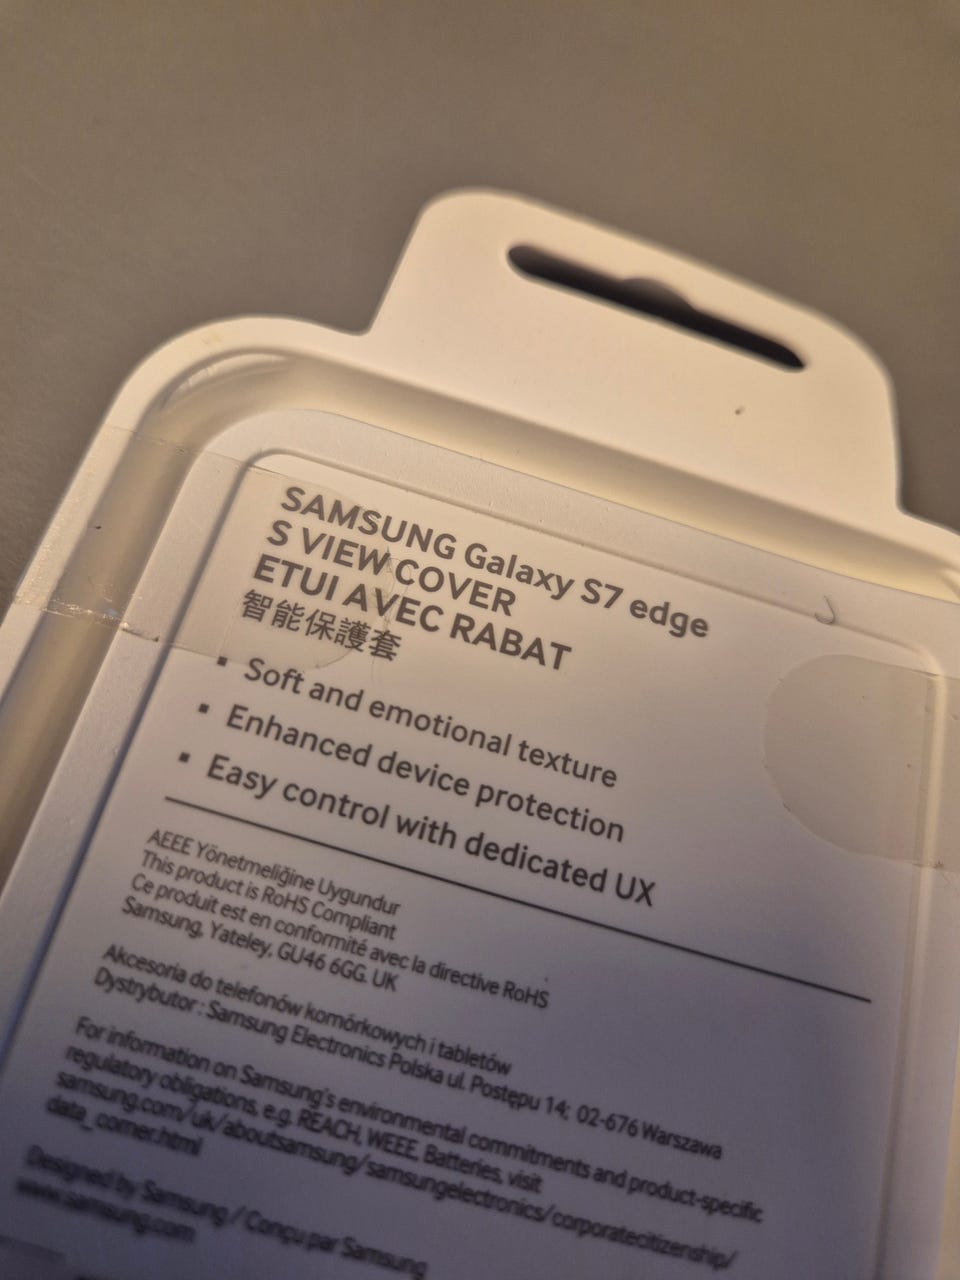 SAMSUNG Galaxy S7 edge
S VIEW COVER
ETUI AVEC RABAT
智能保護套
▪ Soft and emotional texture
▪ Enhanced device protection
▪ Easy control with dedicated UX
AEEE Yönetmeliğine Uygundur
This product is RoHS Compliant
Ce produit est en conformité avec la directive RoHS
Samsung, Yateley, GU46 6GG. UK
Akcesoria do telefonów komórkowych i tabletów
Dystrybutor : Samsung Electronics Polska ul. Postępu 14; 02-676 Warszawa
For information on Samsung's environmental commitments and product-specific
regulatory obligations, e.g. REACH, WEEE, Batteries, visit
samsung.com/uk/aboutsamsung/samsungelectronics/corporatecitizenship/
data_corner.html
Designed by Samsung / Conçu par Samsung
www.samsung.com